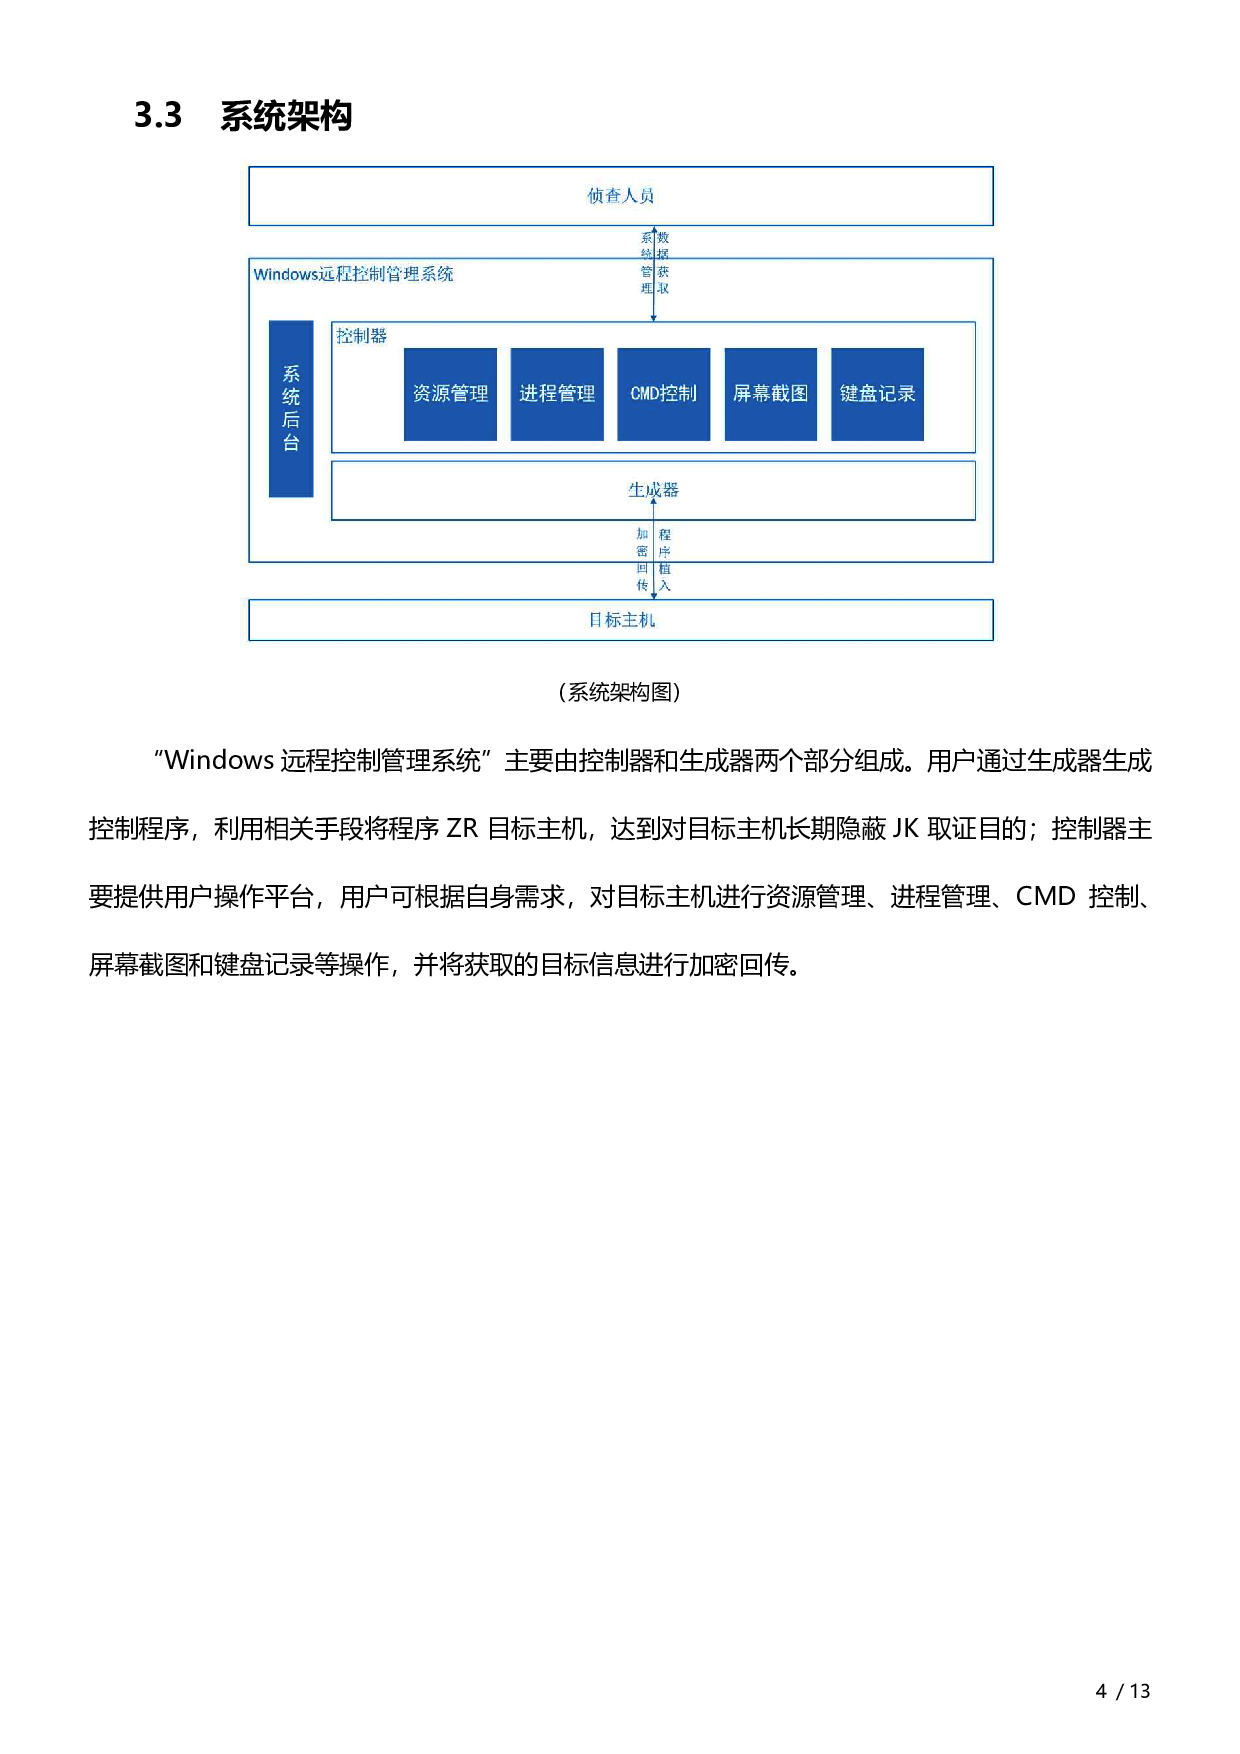 3.3 系统架构
侦查人员
系统管理
数据获取
Windows远程控制管理系统
系统后台
控制器
资源管理
进程管理
CMD控制
屏幕截图
键盘记录
生成器
加密回传
程序植入
目标主机
（系统架构图）
“Windows 远程控制管理系统”主要由控制器和生成器两个部分组成。用户通过生成器生成
控制程序，利用相关手段将程序 ZR 目标主机，达到对目标主机长期隐蔽 JK 取证目的；控制器主
要提供用户操作平台，用户可根据自身需求，对目标主机进行资源管理、进程管理、CMD 控制、
屏幕截图和键盘记录等操作，并将获取的目标信息进行加密回传。
4 / 13